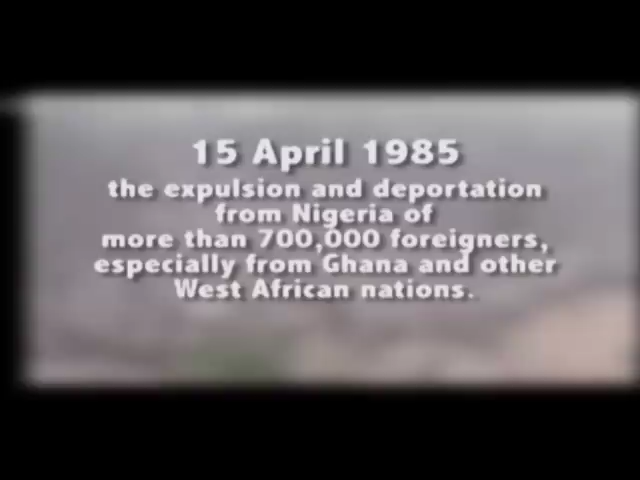 15 April 1985
the expulsion and deportation
from Nigeria of
more than 700,000 foreigners,
especially from Ghana and other
West African nations.